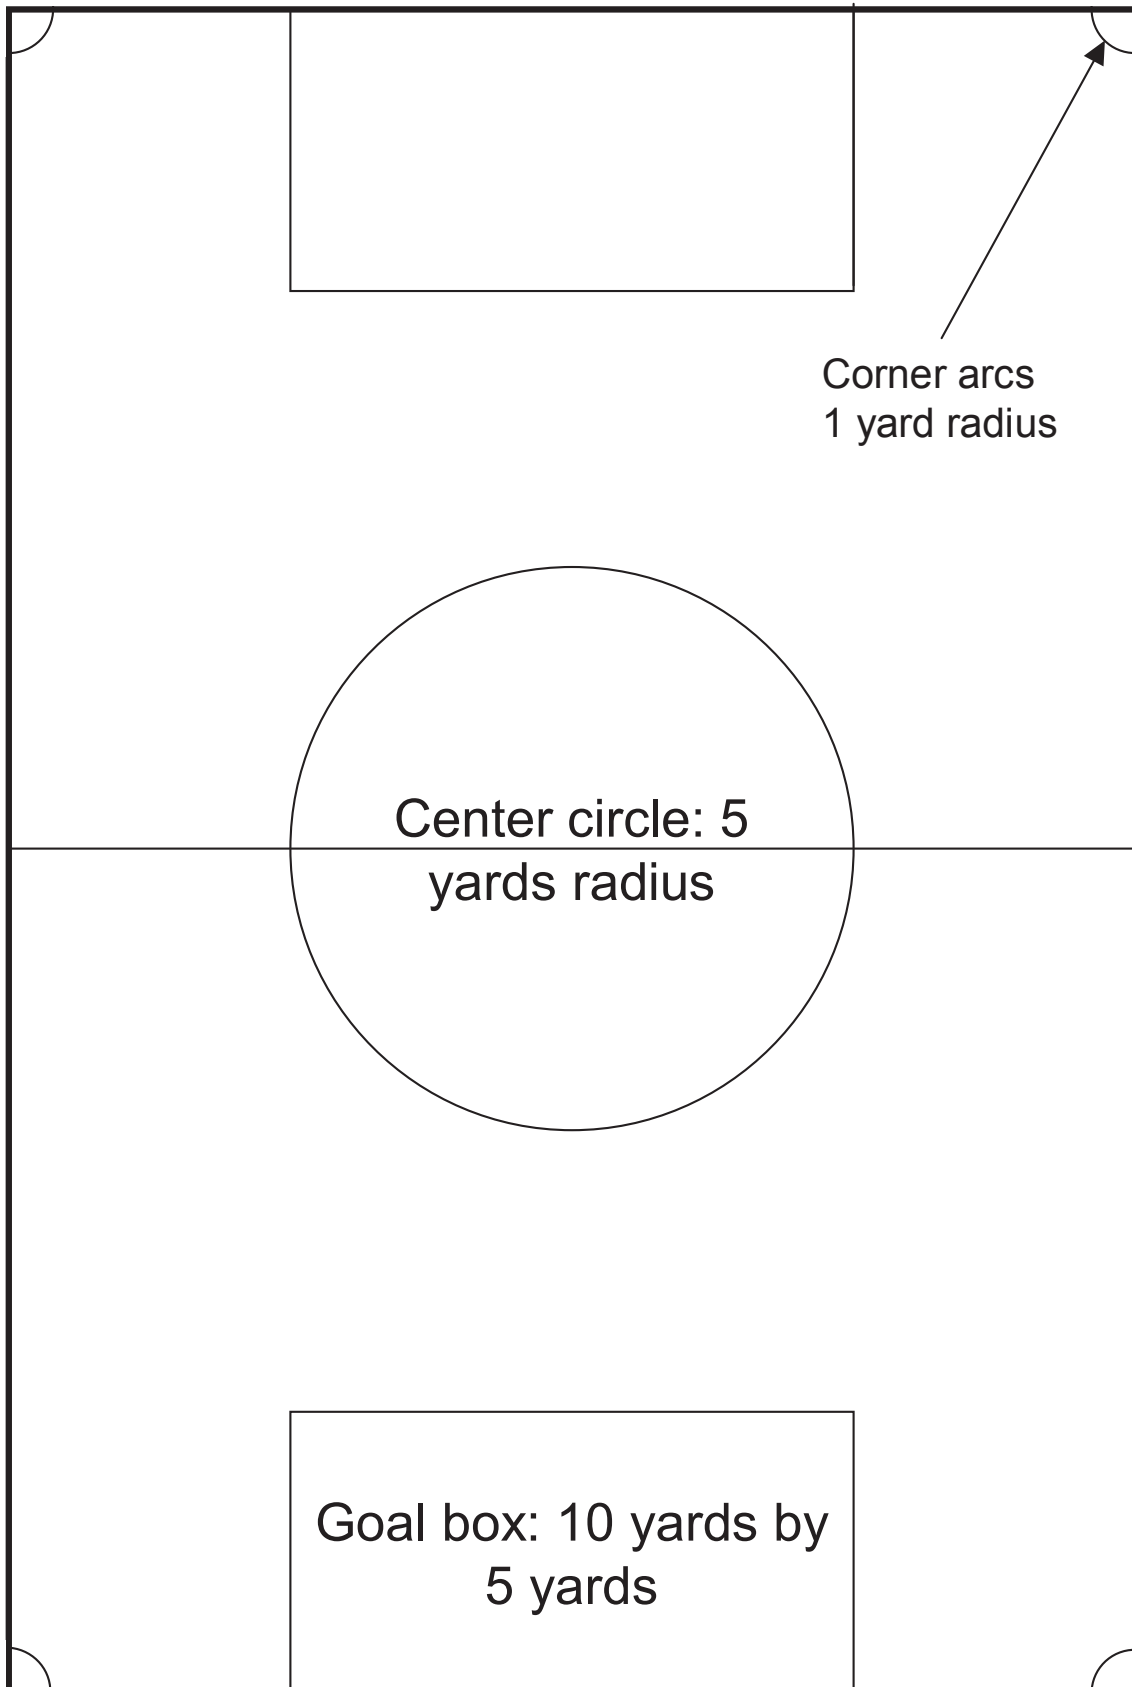 Corner arcs
1 yard radius
Center circle: 5
yards radius
Goal box: 10 yards by
5 yards